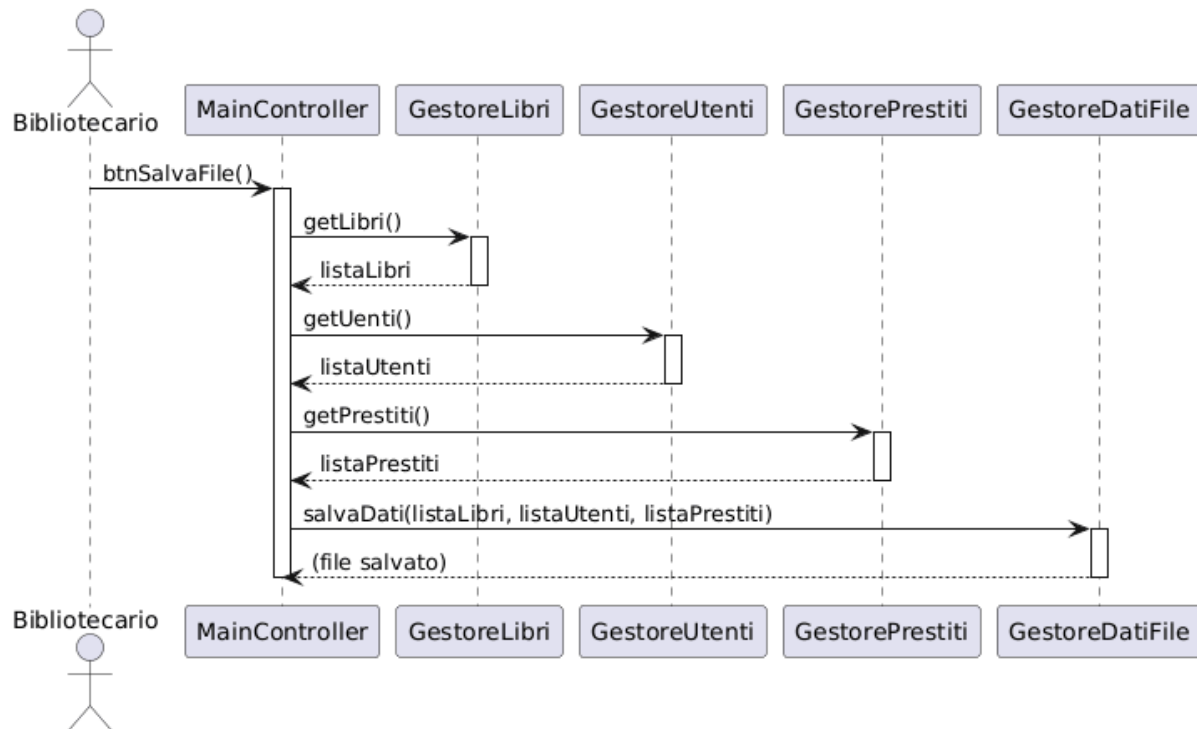 Bibliotecario
MainController
GestoreLibri
GestoreUtenti
GestorePrestiti
GestoreDatiFile
btnSalvaFile()
getLibri()
listaLibri
getUenti()
listaUtenti
getPrestiti()
listaPrestiti
salvaDati(listaLibri, listaUtenti, listaPrestiti)
(file salvato)
Bibliotecario
MainController
GestoreLibri
GestoreUtenti
GestorePrestiti
GestoreDatiFile